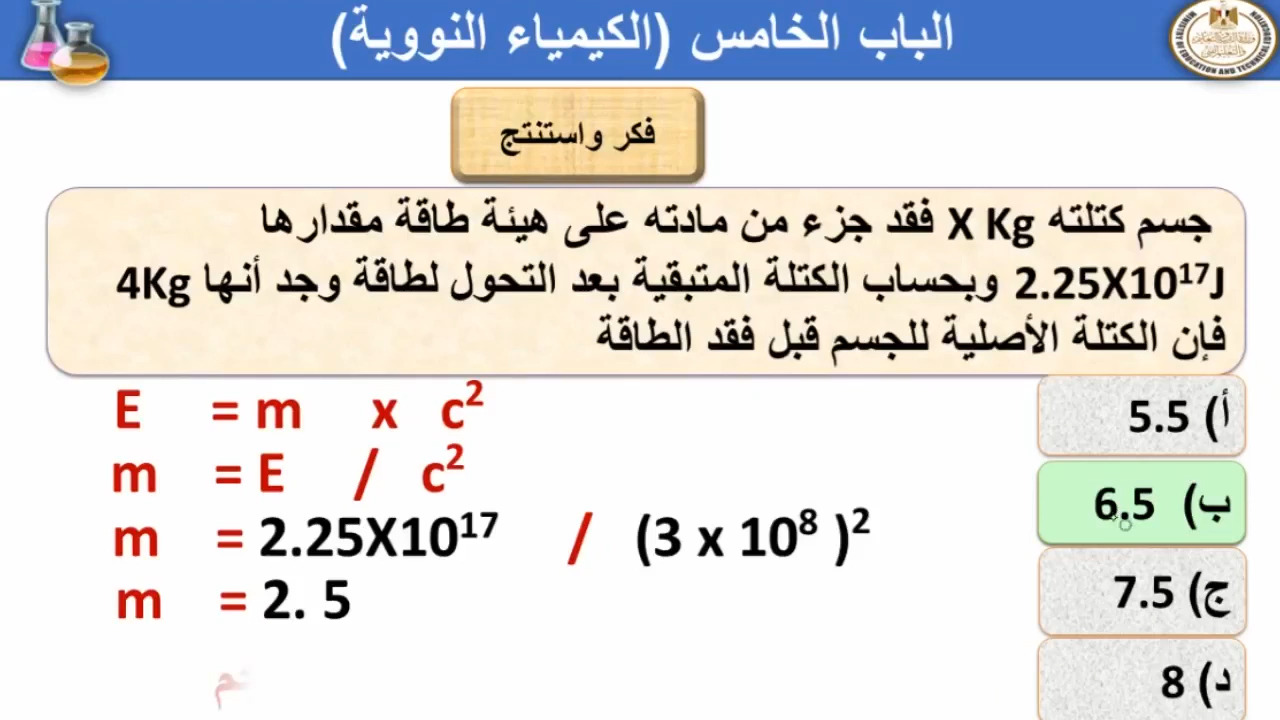 الباب الخامس (الكيمياء النووية)
فكر واستنتج
جسم كتلته X Kg فقد جزء من مادته على هيئة طاقة مقدارها
2.25X10¹⁷J وبحساب الكتلة المتبقية بعد التحول لطاقة وجد أنها 4Kg
فإن الكتلة الأصلية للجسم قبل فقد الطاقة
أ) 5.5
ب) 6.5
ج) 7.5
د) 8
E = m x c²
m = E / c²
m = 2.25X10¹⁷ / (3 x 10⁸ )²
m = 2. 5